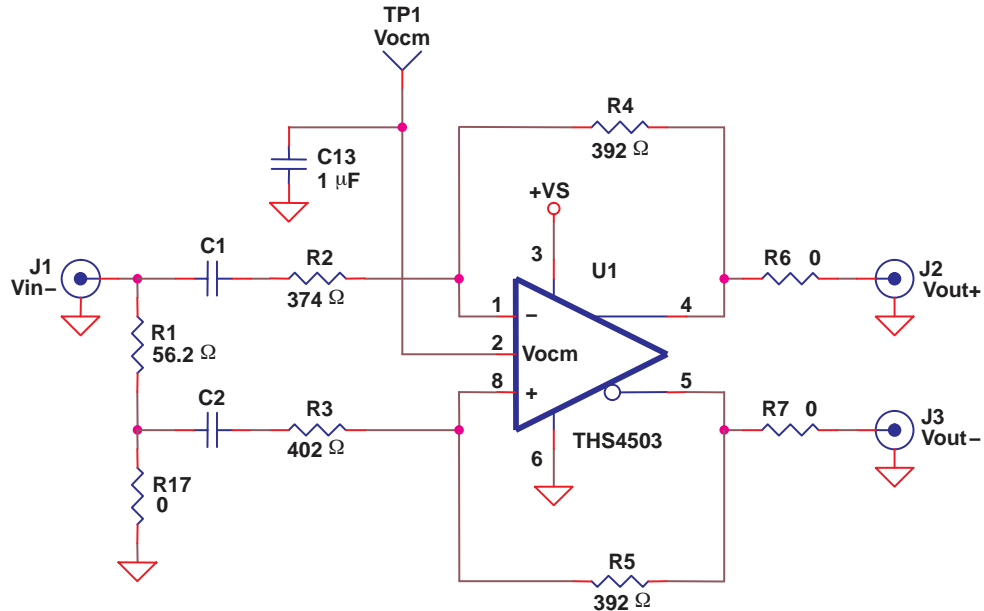 TP1
Vocm
R4
392 Ω
C13
1 μF
+VS
3
J1
Vin–
C1
R2
374 Ω
U1
R6 0
J2
Vout+
1
–
4
R1
56.2 Ω
2
Vocm
8
+
5
C2
R3
402 Ω
R7 0
J3
Vout–
THS4503
6
R17
0
R5
392 Ω